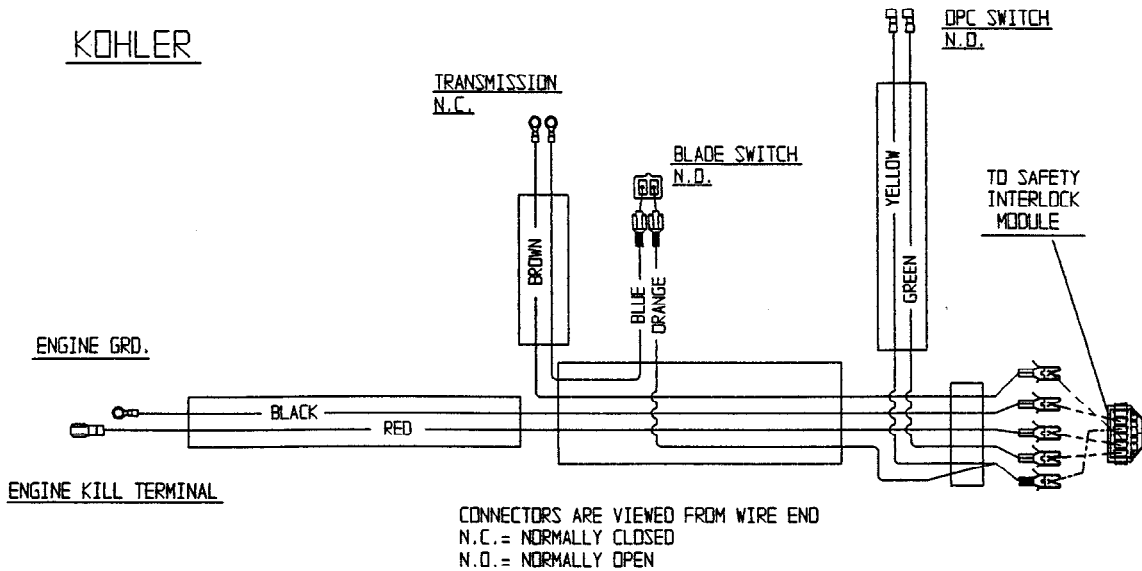 KOHLER
OPC SWITCH
N.O.
TRANSMISSION
N.C.
BLADE SWITCH
N.O.
TO SAFETY
INTERLOCK
MODULE
YELLOW
GREEN
BROWN
BLUE
ORANGE
ENGINE GRD.
BLACK
RED
ENGINE KILL TERMINAL
CONNECTORS ARE VIEWED FROM WIRE END
N.C.= NORMALLY CLOSED
N.O.= NORMALLY OPEN